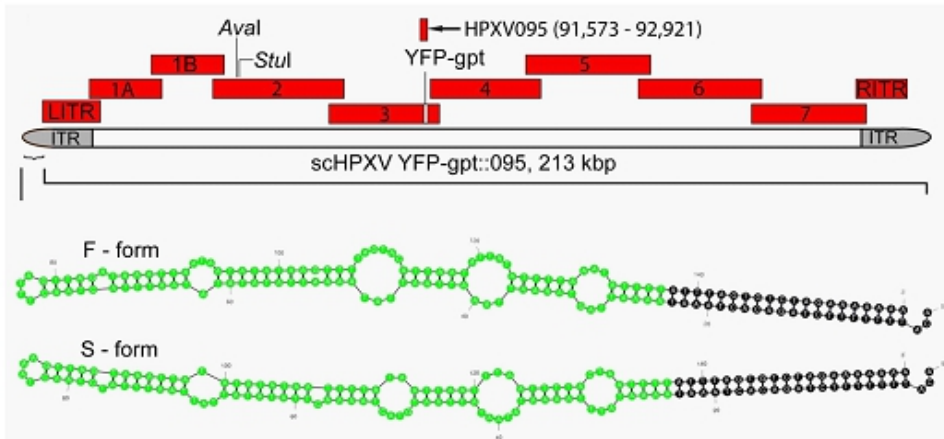 HPXV095 (91,573 - 92,921)
AvaI
StuI
YFP-gpt
1B
5
1A
2
4
6
RITR
LITR
3
7
ITR
ITR
scHPXV YFP-gpt::095, 213 kbp
F - form
S - form